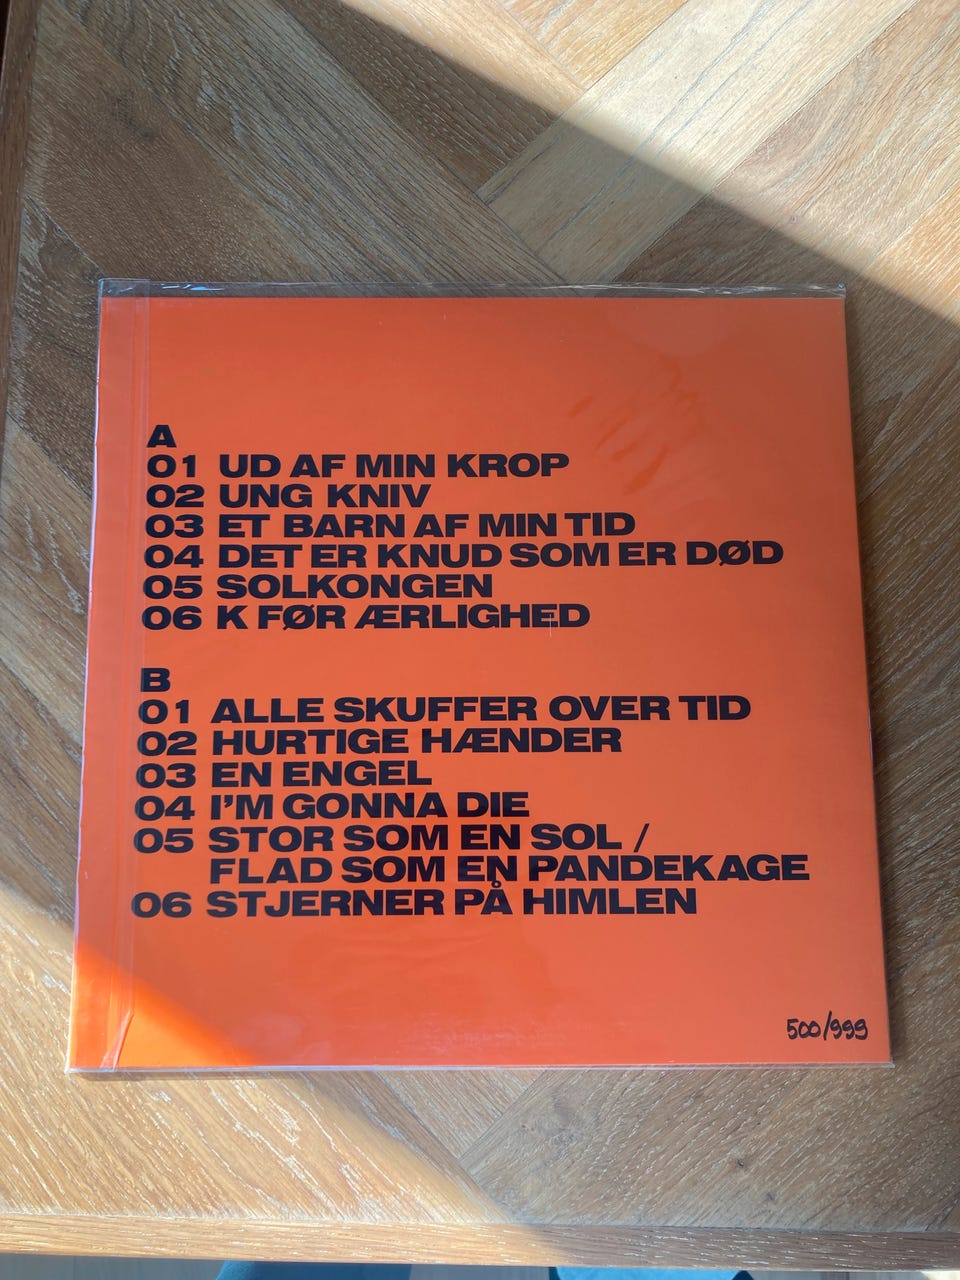 A
01 UD AF MIN KROP
02 UNG KNIV
03 ET BARN AF MIN TID
04 DET ER KNUD SOM ER DØD
05 SOLKONGEN
06 K FØR ÆRLIGHED
B
01 ALLE SKUFFER OVER TID
02 HURTIGE HÆNDER
03 EN ENGEL
04 I'M GONNA DIE
05 STOR SOM EN SOL /
FLAD SOM EN PANDEKAGE
06 STJERNER PÅ HIMLEN
500/999